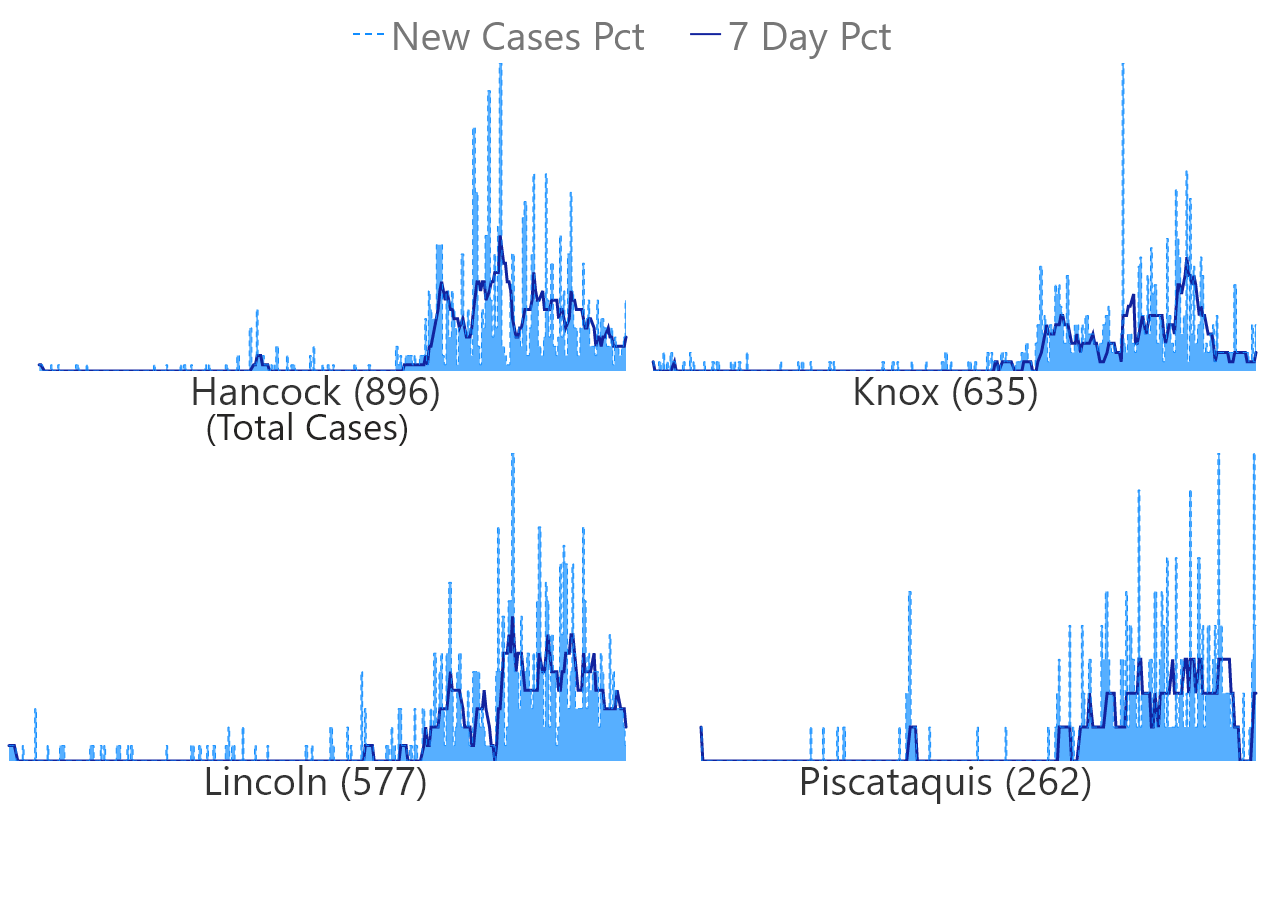 New Cases Pct 7 Day Pct
Hancock (896)
(Total Cases)
Knox (635)
Lincoln (577)
Piscataquis (262)